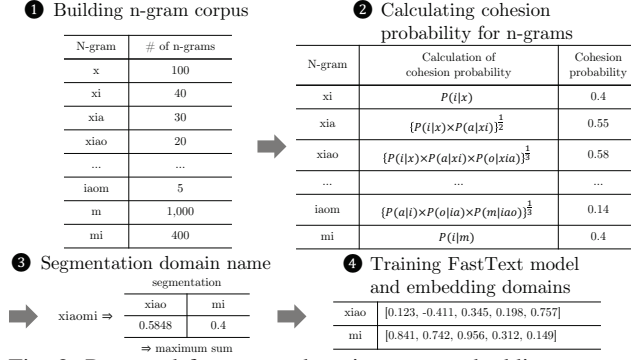 ❶ Building n-gram corpus
N-gram # of n-grams
x 100
xi 40
xia 30
xiao 20
... ...
iaom 5
m 1,000
mi 400
❷ Calculating cohesion
probability for n-grams
N-gram Calculation of cohesion probability Cohesion probability
xi P(i|x) 0.4
xia {P(i|x)×P(a|xi)}^½ 0.55
xiao {P(i|x)×P(a|xi)×P(o|xia)}^⅓ 0.58
... ... ...
iaom {P(a|i)×P(o|ia)×P(m|iao)}^⅓ 0.14
mi P(i|m) 0.4
❸ Segmentation domain name
segmentation
xiaomi ⇒ xiao mi
0.5848 0.4
⇒ maximum sum
❹ Training FastText model
and embedding domains
xiao [0.123, -0.411, 0.345, 0.198, 0.757]
mi [0.841, 0.742, 0.956, 0.312, 0.149]